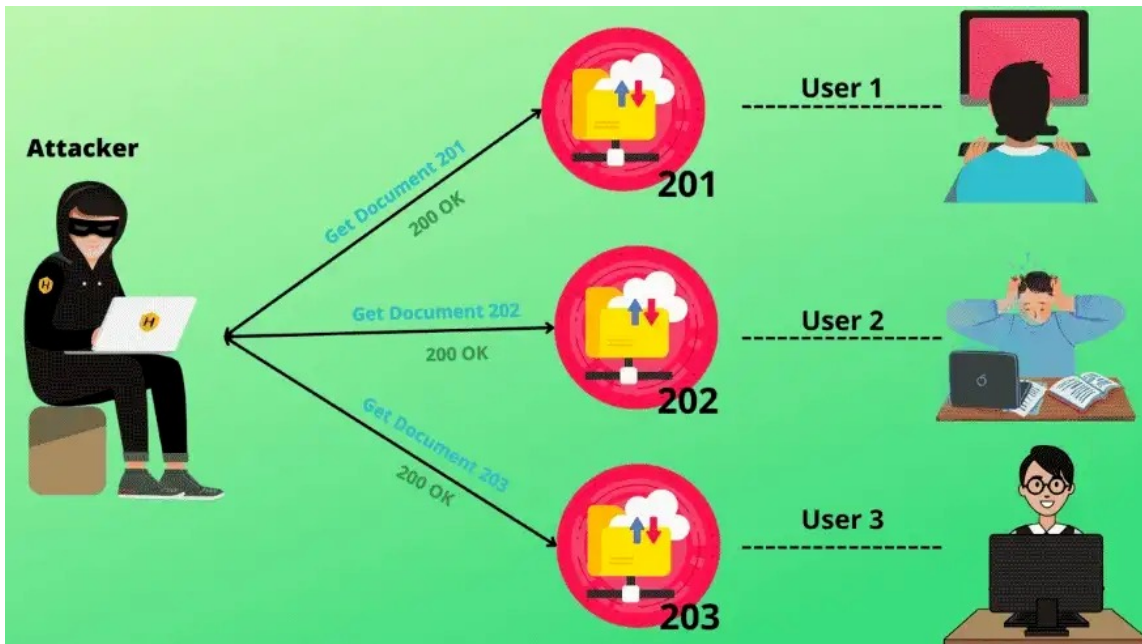 Attacker
Get Document 201
200 OK
201
User 1
Get Document 202
200 OK
202
User 2
Get Document 203
200 OK
203
User 3
H
H